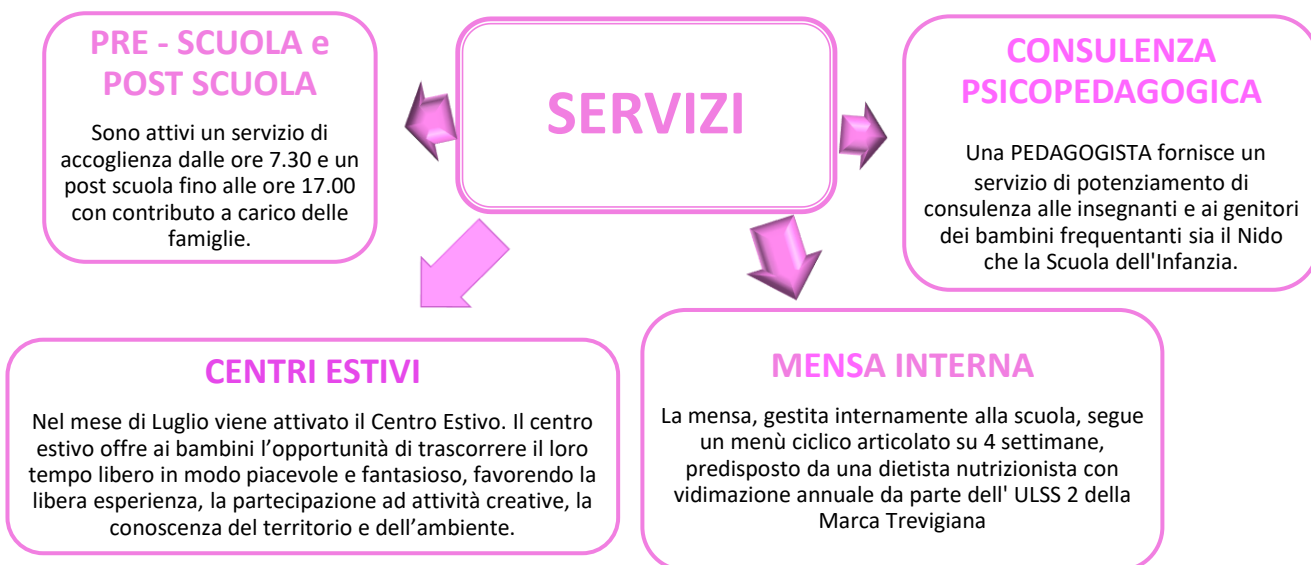 PRE - SCUOLA e
POST SCUOLA
Sono attivi un servizio di
accoglienza dalle ore 7.30 e un
post scuola fino alle ore 17.00
con contributo a carico delle
famiglie.
SERVIZI
CONSULENZA
PSICOPEDAGOGICA
Una PEDAGOGISTA fornisce un
servizio di potenziamento di
consulenza alle insegnanti e ai genitori
dei bambini frequentanti sia il Nido
che la Scuola dell'Infanzia.
CENTRI ESTIVI
Nel mese di Luglio viene attivato il Centro Estivo. Il centro
estivo offre ai bambini l’opportunità di trascorrere il loro
tempo libero in modo piacevole e fantasioso, favorendo la
libera esperienza, la partecipazione ad attività creative, la
conoscenza del territorio e dell’ambiente.
MENSA INTERNA
La mensa, gestita internamente alla scuola, segue
un menù ciclico articolato su 4 settimane,
predisposto da una dietista nutrizionista con
vidimazione annuale da parte dell' ULSS 2 della
Marca Trevigiana